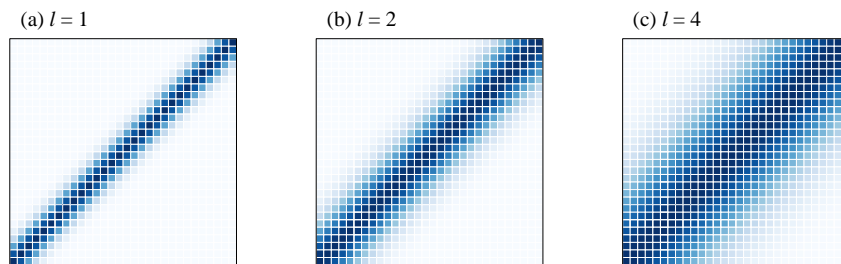 (a) l = 1
(b) l = 2
(c) l = 4